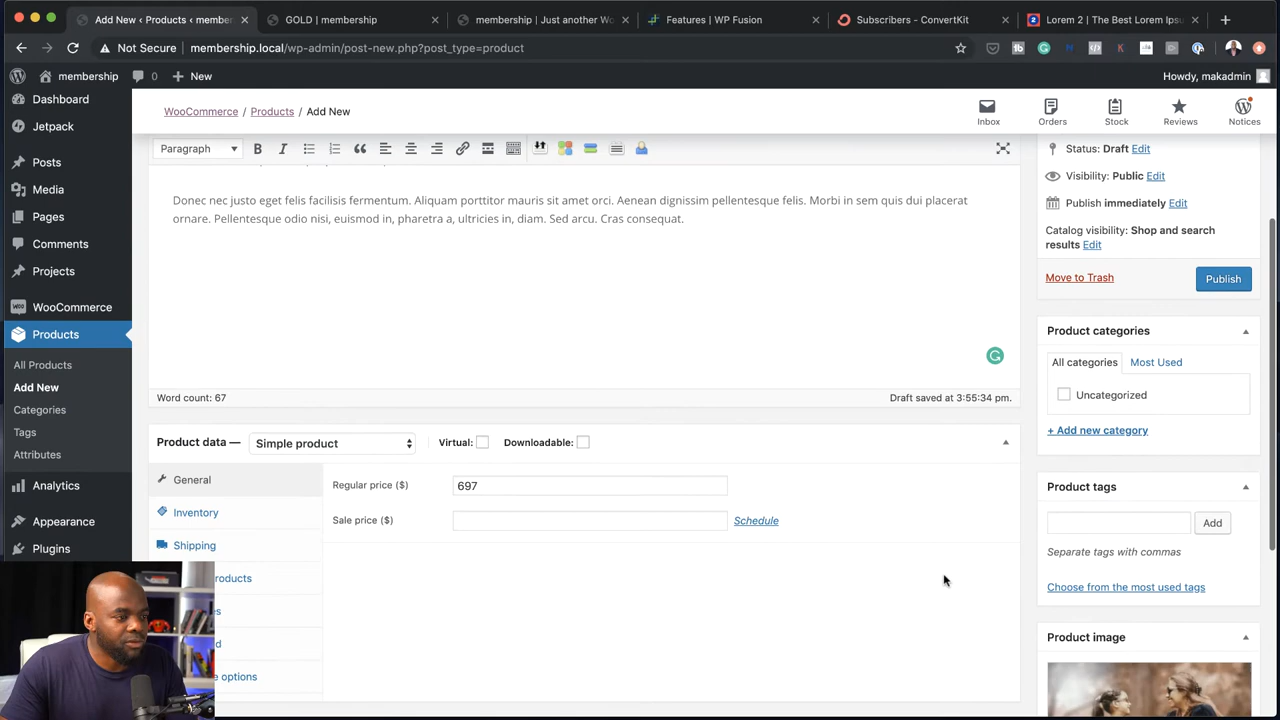 Add New ‹ Products ‹ membe
GOLD | membership
membership | Just another Wo
Features | WP Fusion
Subscribers - ConvertKit
Lorem 2 | The Best Lorem Ipsu
Not Secure
membership.local/wp-admin/post-new.php?post_type=product
membership
0
New
Howdy, makadmin
Dashboard
Jetpack
Posts
Media
Pages
Comments
Projects
WooCommerce
Products
All Products
Add New
Categories
Tags
Attributes
Analytics
Appearance
Plugins
WooCommerce / Products / Add New
Inbox
Orders
Stock
Reviews
Notices
Paragraph
Donec nec justo eget felis facilisis fermentum. Aliquam porttitor mauris sit amet orci. Aenean dignissim pellentesque felis. Morbi in sem quis dui placerat
ornare. Pellentesque odio nisi, euismod in, pharetra a, ultricies in, diam. Sed arcu. Cras consequat.
Word count: 67
Draft saved at 3:55:34 pm.
Product data —
Simple product
Virtual:
Downloadable:
General
Inventory
Shipping
roducts
es
d
e options
Regular price ($)
697
Sale price ($)
Schedule
Status: Draft Edit
Visibility: Public Edit
Publish immediately Edit
Catalog visibility: Shop and search
results Edit
Move to Trash
Publish
Product categories
All categories
Most Used
Uncategorized
+ Add new category
Product tags
Add
Separate tags with commas
Choose from the most used tags
Product image